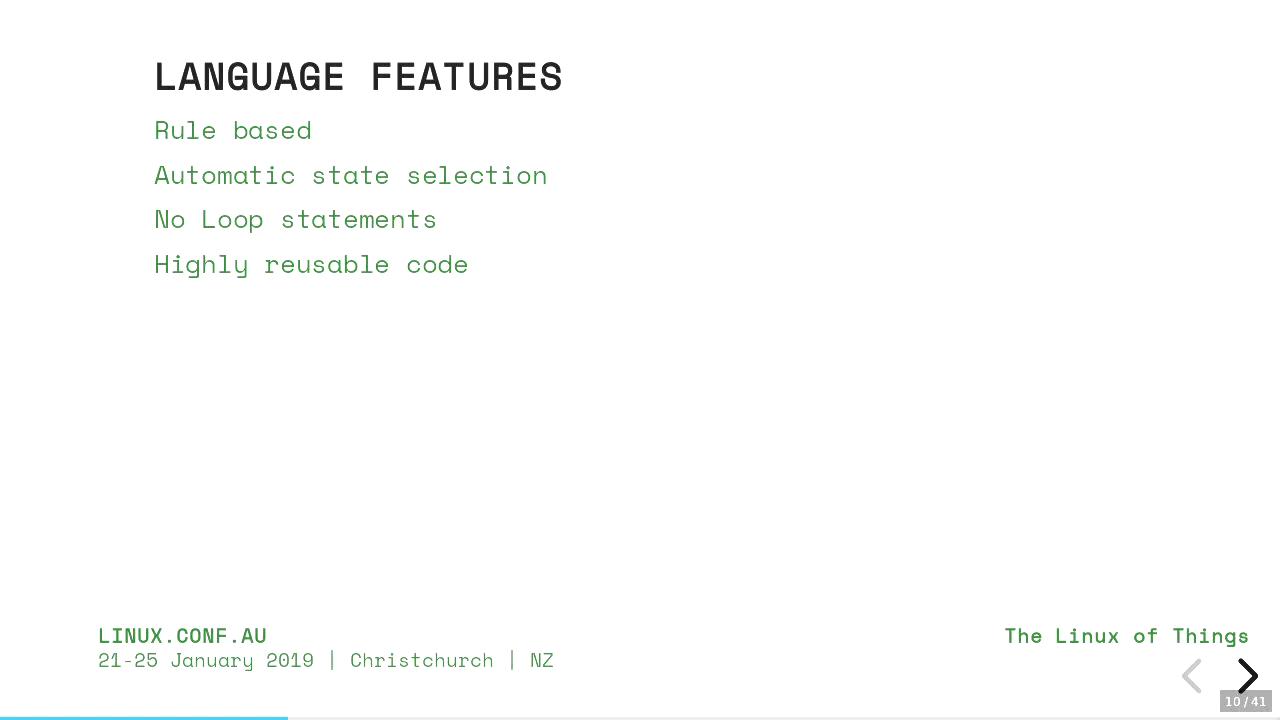 LANGUAGE FEATURES
Rule based
Automatic state selection
No Loop statements
Highly reusable code
LINUX.CONF.AU
21-25 January 2019 | Christchurch | NZ
The Linux of Things
10/41